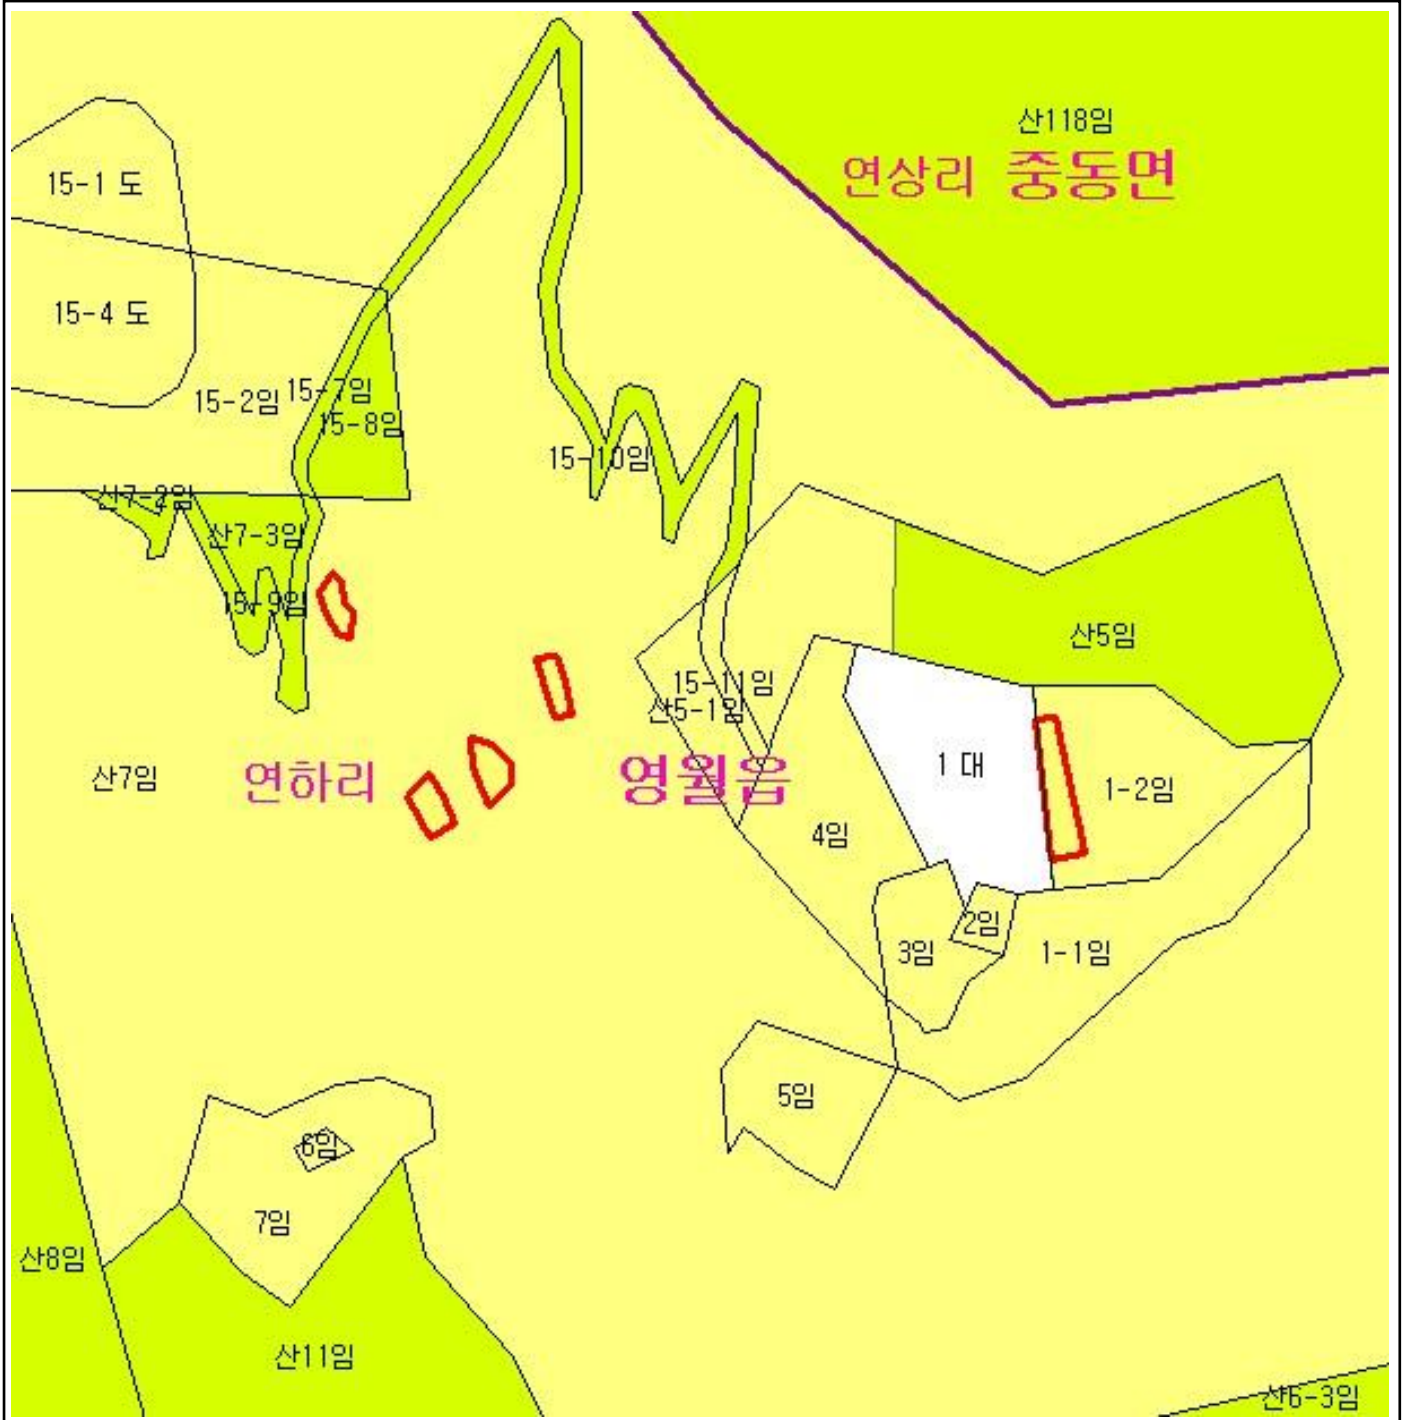 산118임
연상리 중동면
15-1 도
15-4 도
15-2임
15-7임
15-8임
15-10임
산7-2임
산7-3임
15-9임
산5임
15-11임
산5-1임
산7임
연하리
영월읍
1 대
1-2임
4임
2임
3임
1-1임
5임
6임
7임
산8임
산11임
산6-3임